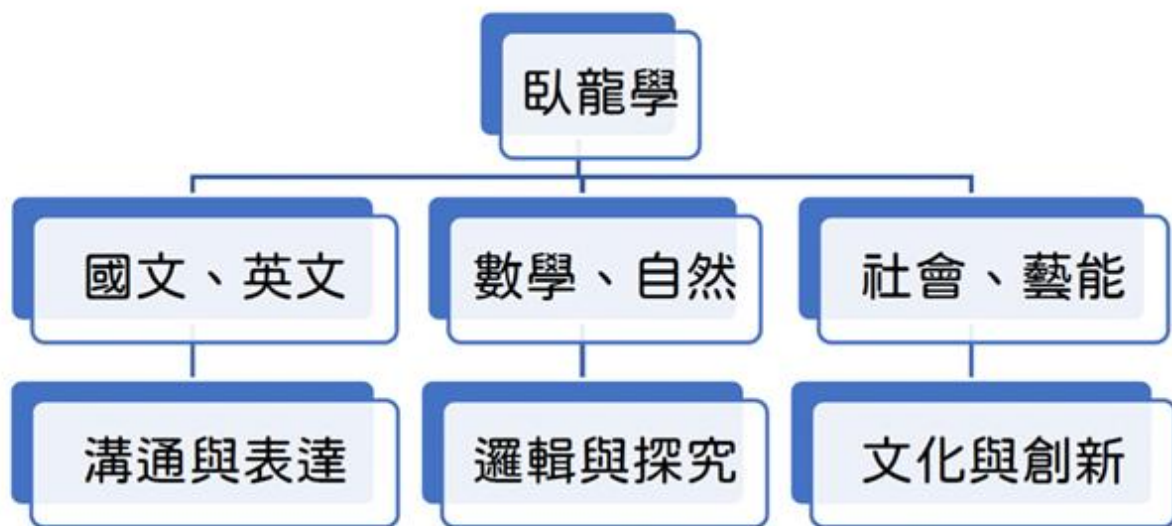 臥龍學
國文、英文
數學、自然
社會、藝能
溝通與表達
邏輯與探究
文化與創新